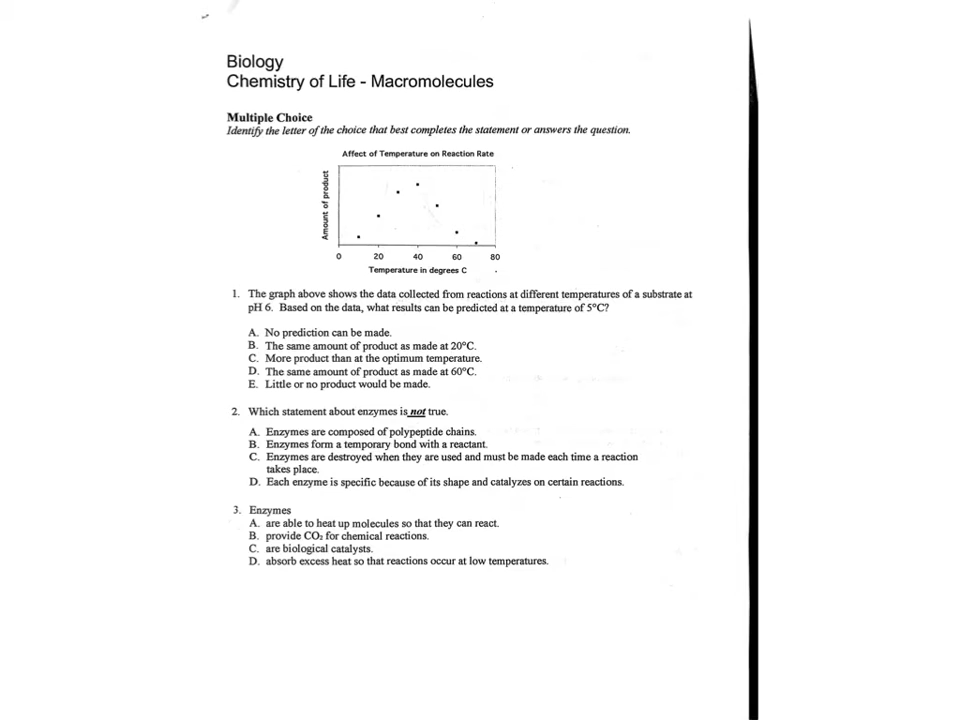 Biology
Chemistry of Life - Macromolecules
Multiple Choice
Identify the letter of the choice that best completes the statement or answers the question.
Affect of Temperature on Reaction Rate
Amount of product
0 20 40 60 80
Temperature in degrees C
1. The graph above shows the data collected from reactions at different temperatures of a substrate at
pH 6. Based on the data, what results can be predicted at a temperature of 5°C?
A. No prediction can be made.
B. The same amount of product as made at 20°C.
C. More product than at the optimum temperature.
D. The same amount of product as made at 60°C.
E. Little or no product would be made.
2. Which statement about enzymes is not true.
A. Enzymes are composed of polypeptide chains.
B. Enzymes form a temporary bond with a reactant.
C. Enzymes are destroyed when they are used and must be made each time a reaction
takes place.
D. Each enzyme is specific because of its shape and catalyzes on certain reactions.
3. Enzymes
A. are able to heat up molecules so that they can react.
B. provide CO₂ for chemical reactions.
C. are biological catalysts.
D. absorb excess heat so that reactions occur at low temperatures.